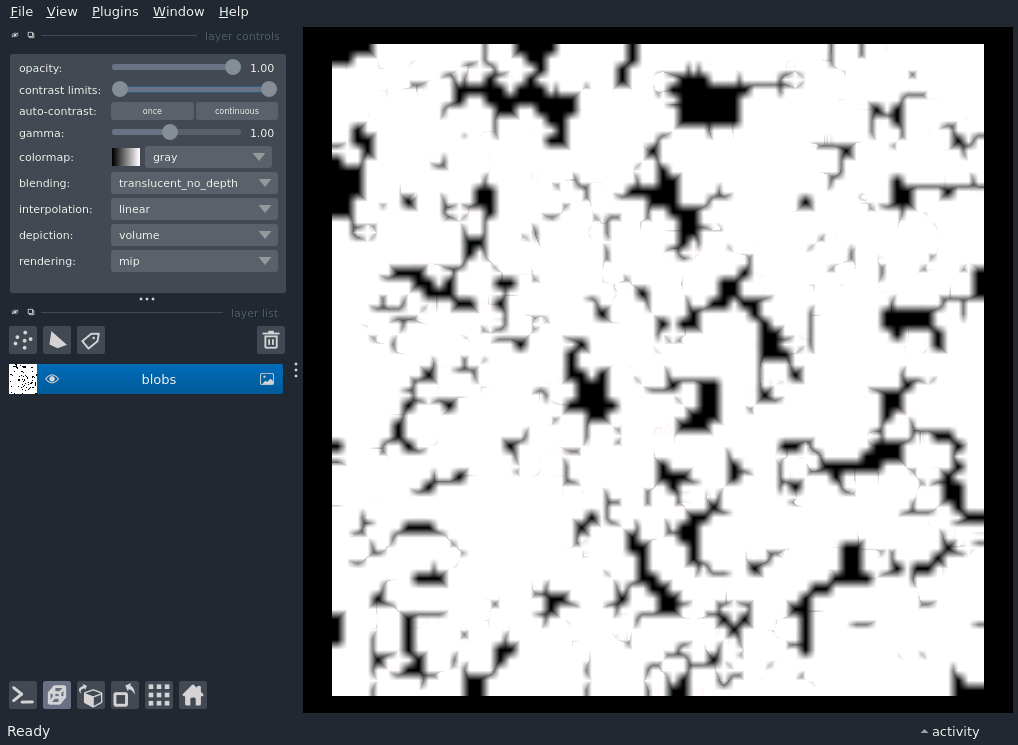 File View Plugins Window Help
layer controls
opacity: 1.00
contrast limits:
auto-contrast: once continuous
gamma: 1.00
colormap: gray
blending: translucent_no_depth
interpolation: linear
depiction: volume
rendering: mip
layer list
blobs
Ready
activity